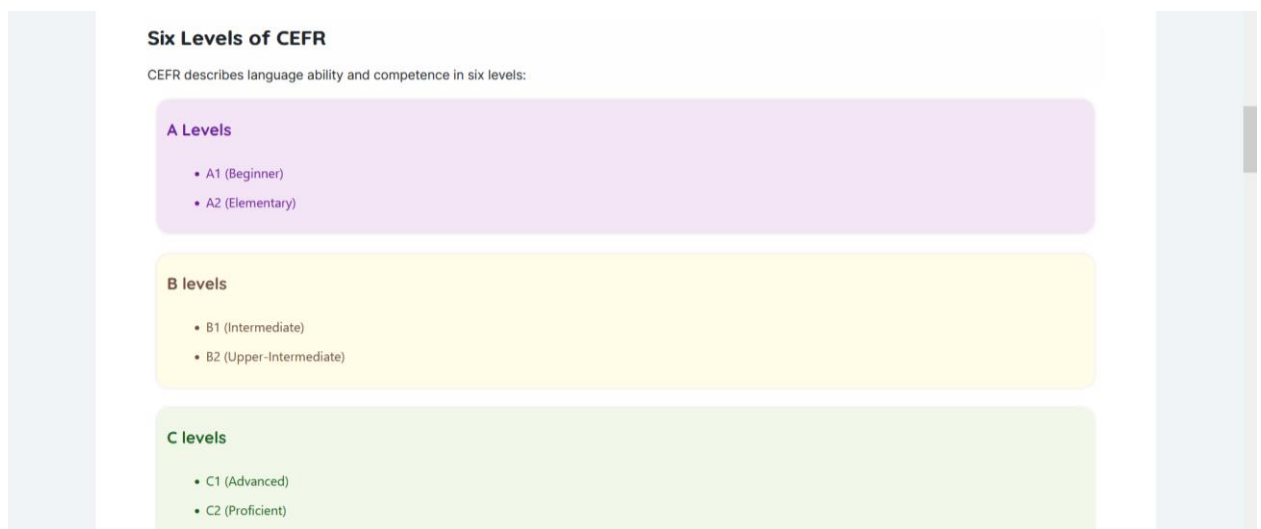 Six Levels of CEFR
CEFR describes language ability and competence in six levels:
A Levels
• A1 (Beginner)
• A2 (Elementary)
B levels
• B1 (Intermediate)
• B2 (Upper-Intermediate)
C levels
• C1 (Advanced)
• C2 (Proficient)